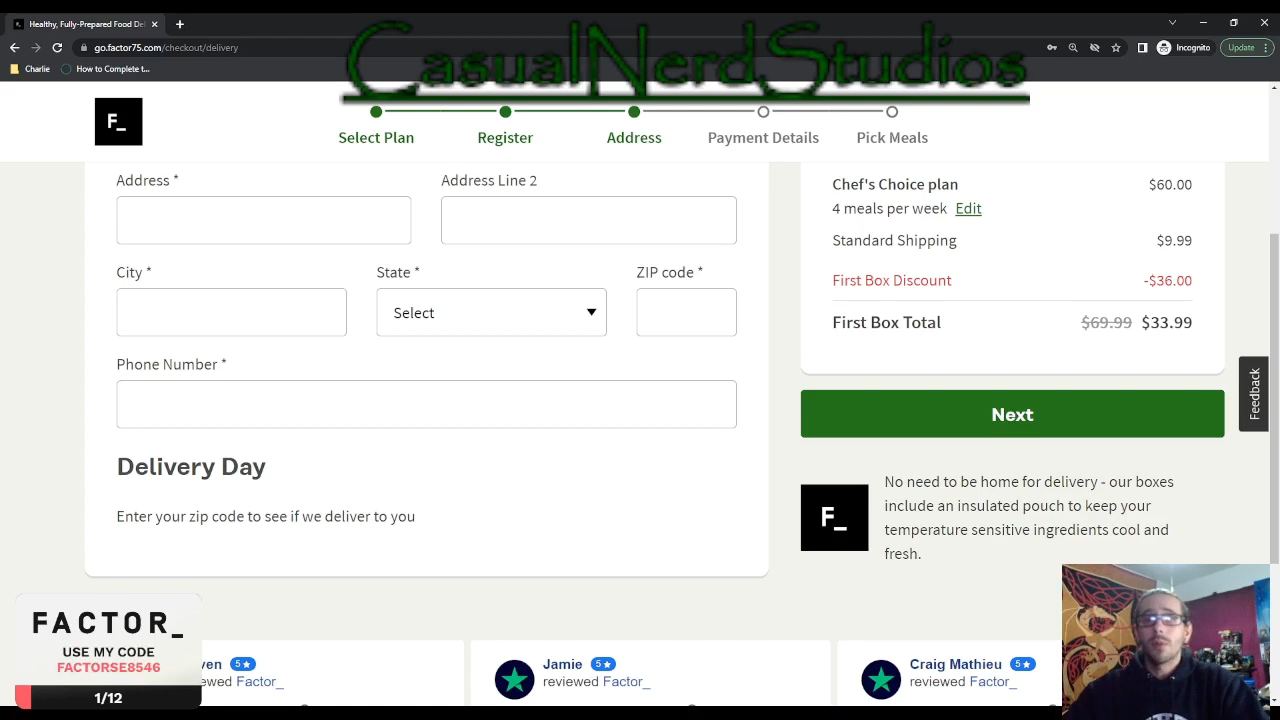 Healthy, Ready, Fully-Prepared Del
go.factor75.com/checkout/delivery
Incognito
Update
Charlie
How to Complete t...
CasualNerdStudios
F_
Select Plan
Register
Address
Payment Details
Pick Meals
Address *
Address Line 2
City *
State *
ZIP code *
Select
Phone Number *
Delivery Day
Enter your zip code to see if we deliver to you
Chef's Choice plan
$60.00
4 meals per week Edit
Standard Shipping
$9.99
First Box Discount
-$36.00
First Box Total
$69.99 $33.99
Next
Feedback
F_
No need to be home for delivery - our boxes
include an insulated pouch to keep your
temperature sensitive ingredients cool and
fresh.
FACTOR_
USE MY CODE
FACTORSE8546
1/12
ven 5★
ewed Factor_
Jamie 5★
reviewed Factor_
Craig Mathieu 5★
reviewed Factor_